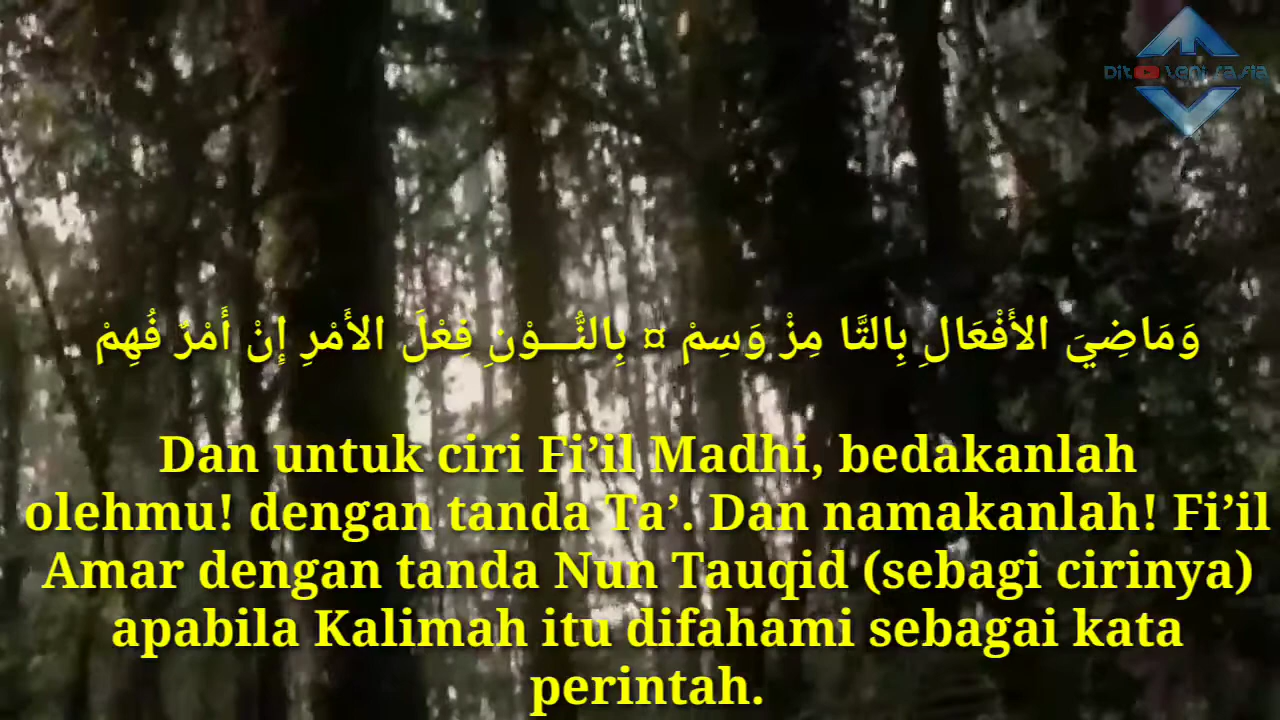 وَمَاضِيَ الأَفْعَالِ بِالتَّا مِزْ وَسِمْ ¤ بِالنُّـــوْنِ فِعْلَ الأَمْرِ إِنْ أَمْرٌ فُهِمْ
Dan untuk ciri Fi’il Madhi, bedakanlah
olehmu! dengan tanda Ta’. Dan namakanlah! Fi’il
Amar dengan tanda Nun Tauqid (sebagi cirinya)
apabila Kalimah itu difahami sebagai kata
perintah.